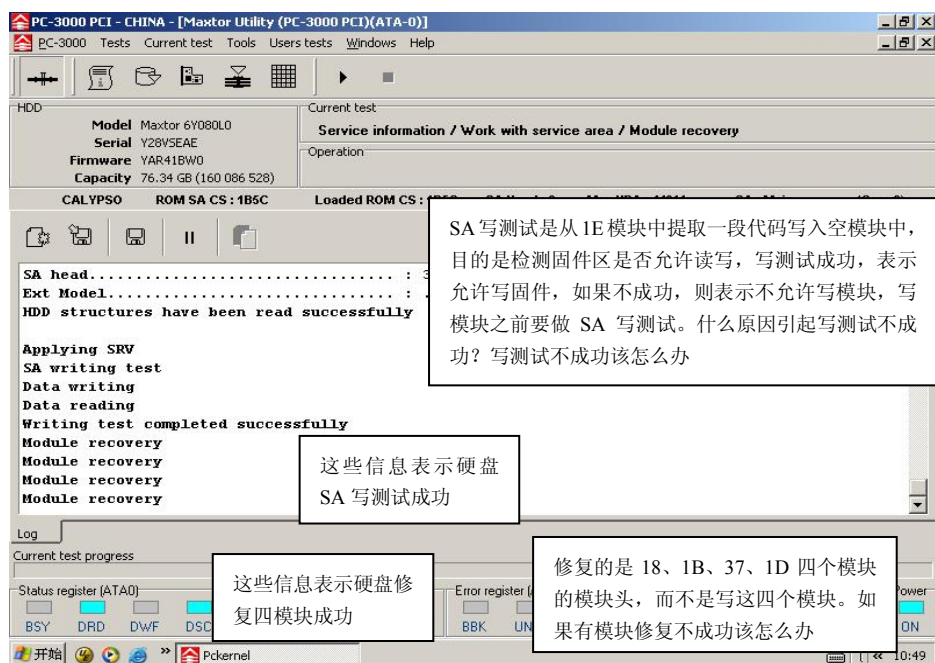 PC-3000 PCI - CHINA - [Maxtor Utility (PC-3000 PCI)(ATA-0)]
PC-3000 Tests Current test Tools Users tests Windows Help
HDD
Model Maxtor 6Y080L0
Serial Y28VSEAE
Firmware YAR41BW0
Capacity 76.34 GB (160 086 528)
Current test
Service information / Work with service area / Module recovery
Operation
CALYPSO ROM SA CS : 1B5C Loaded ROM CS :
SA 写测试是从 1E 模块中提取一段代码写入空模块中，
目的是检测固件区是否允许读写，写测试成功，表示
允许写固件，如果不成功，则表示不允许写模块，写
模块之前要做 SA 写测试。什么原因引起写测试不成
功？写测试不成功该怎么办
SA head.................................. : 3
Ext Model................................ : .
HDD structures have been read successfully
Applying SRV
SA writing test
Data writing
Data reading
Writing test completed successfully
Module recovery
Module recovery
Module recovery
Module recovery
这些信息表示硬盘
SA 写测试成功
Log
Current test progress
这些信息表示硬盘修
复四模块成功
修复的是 18、1B、37、1D 四个模块
的模块头，而不是写这四个模块。如
果有模块修复不成功该怎么办
Status register (ATA0)
BSY DRD DWF DSC
Error register
BBK UN
Power
ON
开始 Pckernel 10:49